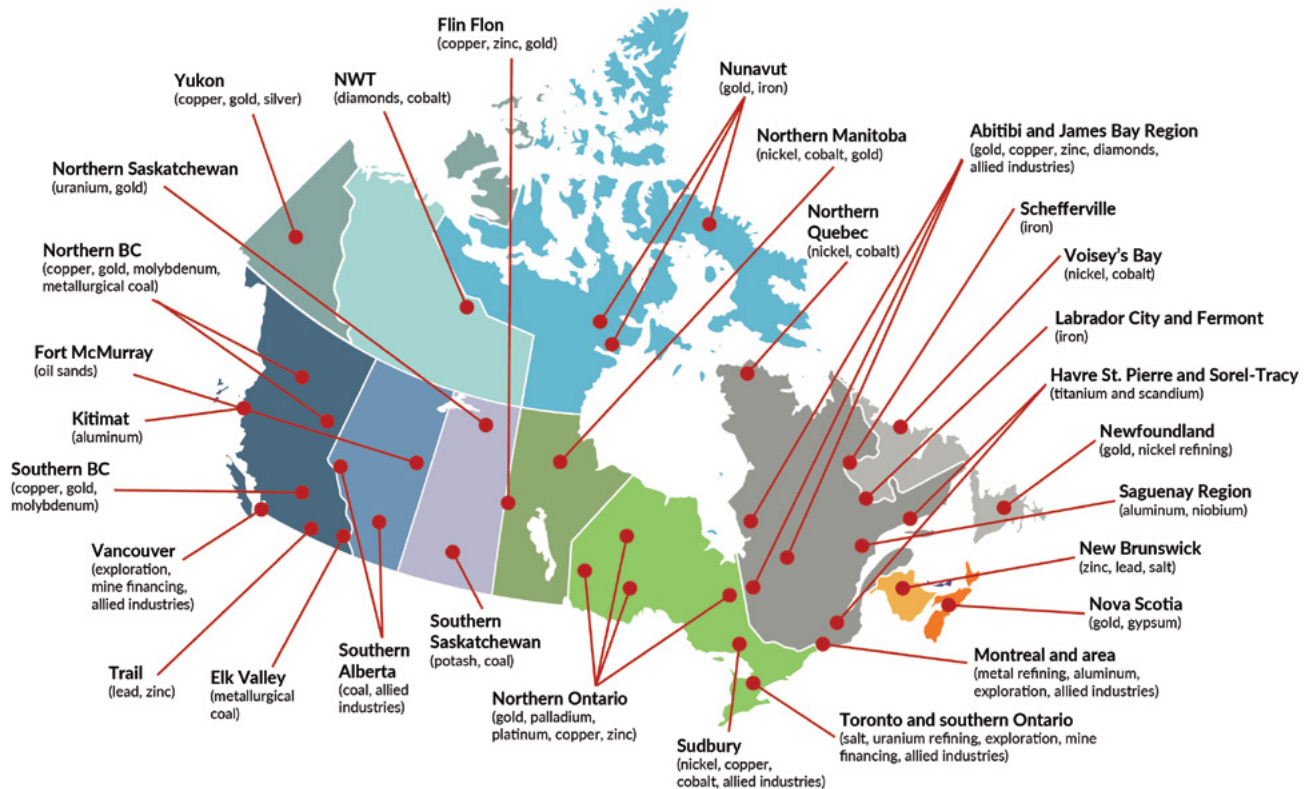 Flin Flon
(copper, zinc, gold)
Yukon
(copper, gold, silver)
NWT
(diamonds, cobalt)
Nunavut
(gold, iron)
Northern Manitoba
(nickel, cobalt, gold)
Abitibi and James Bay Region
(gold, copper, zinc, diamonds,
allied industries)
Northern Saskatchewan
(uranium, gold)
Northern
Quebec
(nickel, cobalt)
Schefferville
(iron)
Northern BC
(copper, gold, molybdenum,
metallurgical coal)
Voisey's Bay
(nickel, cobalt)
Labrador City and Fermont
(iron)
Fort McMurray
(oil sands)
Havre St. Pierre and Sorel-Tracy
(titanium and scandium)
Kitimat
(aluminum)
Newfoundland
(gold, nickel refining)
Southern BC
(copper, gold,
molybdenum)
Saguenay Region
(aluminum, niobium)
Vancouver
(exploration,
mine financing,
allied industries)
New Brunswick
(zinc, lead, salt)
Nova Scotia
(gold, gypsum)
Trail
(lead, zinc)
Elk Valley
(metallurgical
coal)
Southern
Alberta
(coal, allied
industries)
Southern
Saskatchewan
(potash, coal)
Northern Ontario
(gold, palladium,
platinum, copper, zinc)
Montreal and area
(metal refining, aluminum,
exploration, allied industries)
Sudbury
(nickel, copper,
cobalt, allied industries)
Toronto and southern Ontario
(salt, uranium refining, exploration, mine
financing, allied industries)